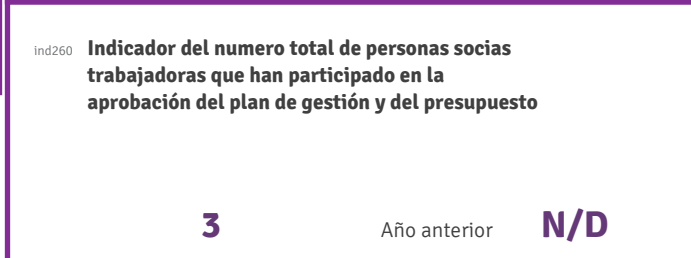 ind260 Indicador del numero total de personas socias
trabajadoras que han participado en la
aprobación del plan de gestión y del presupuesto
3 Año anterior N/D